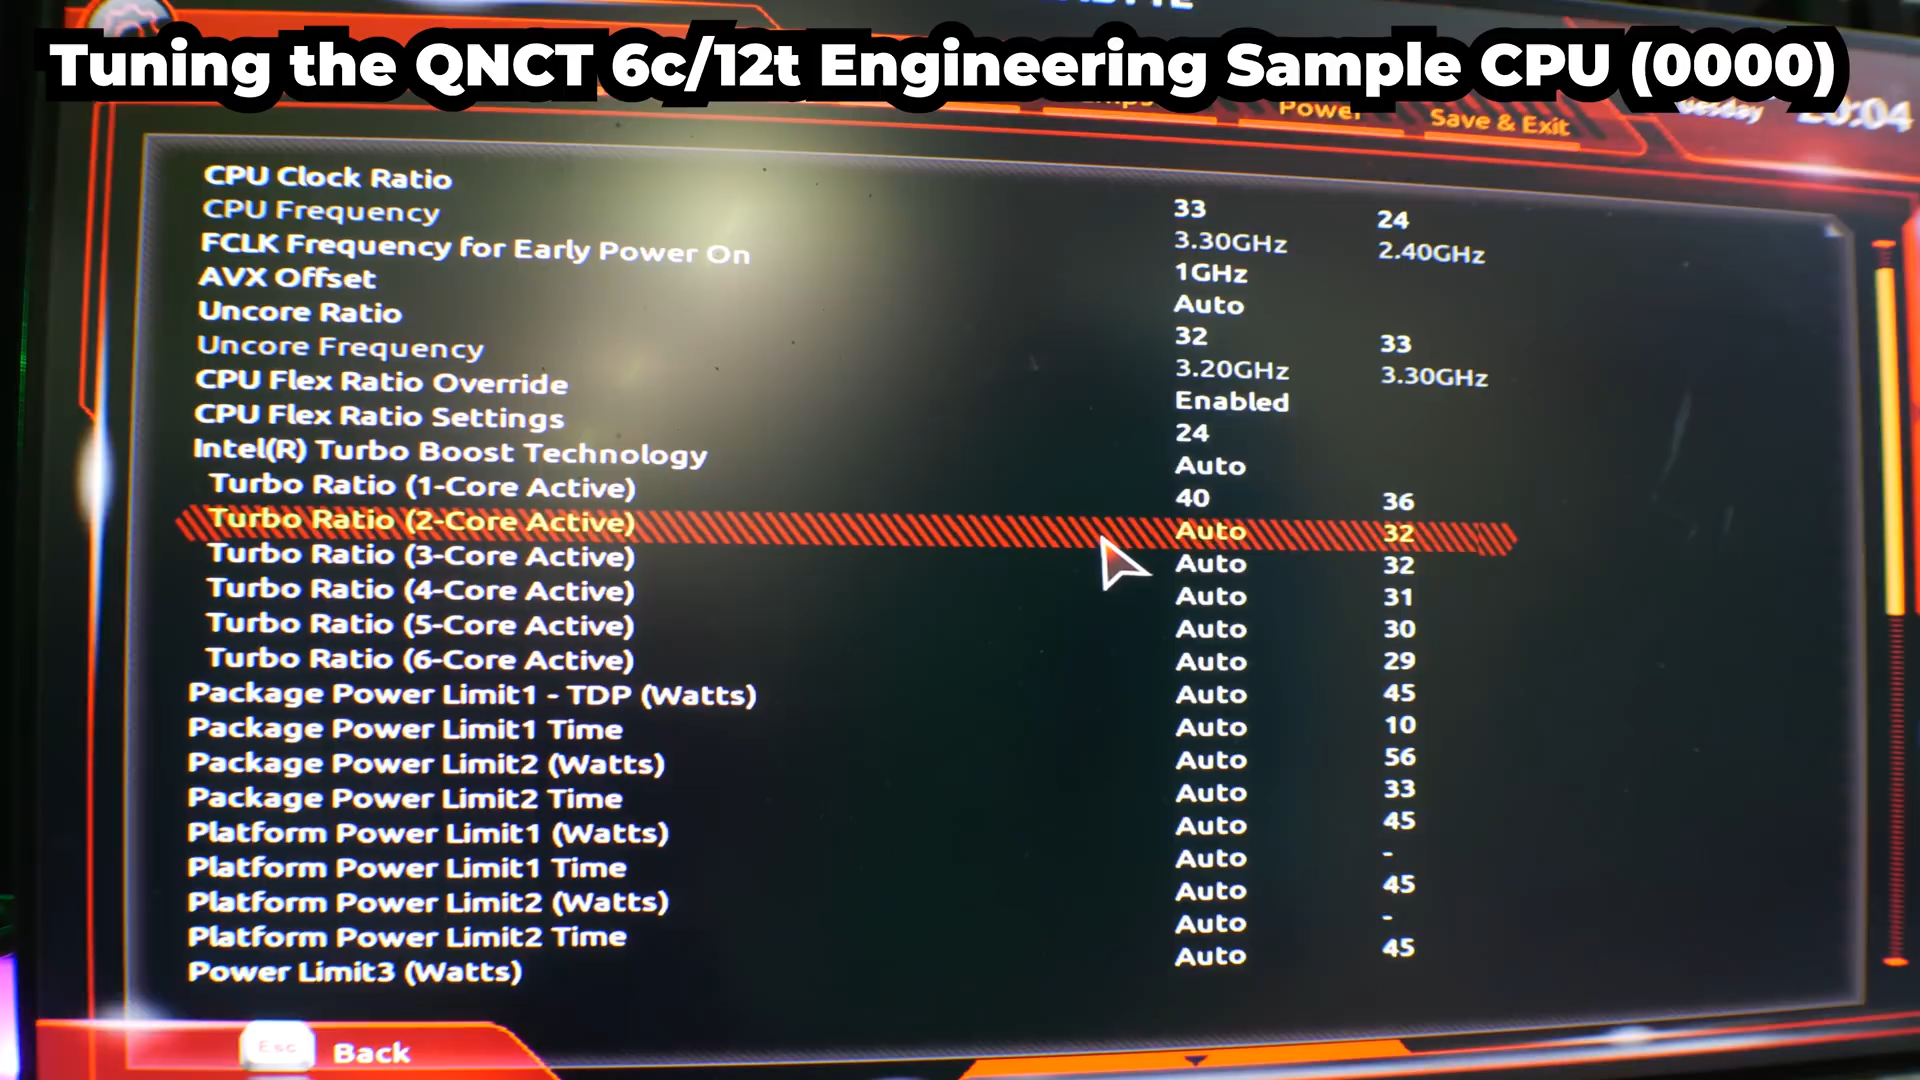 Tuning the QNCT 6c/12t Engineering Sample CPU (0000)
Power
Save & Exit
CPU Clock Ratio 33 24
CPU Frequency 3.30GHz 2.40GHz
FCLK Frequency for Early Power On 1GHz
AVX Offset Auto
Uncore Ratio 32 33
Uncore Frequency 3.20GHz 3.30GHz
CPU Flex Ratio Override Enabled
CPU Flex Ratio Settings 24
Intel(R) Turbo Boost Technology Auto
Turbo Ratio (1-Core Active) 40 36
Turbo Ratio (2-Core Active) Auto 32
Turbo Ratio (3-Core Active) Auto 32
Turbo Ratio (4-Core Active) Auto 31
Turbo Ratio (5-Core Active) Auto 30
Turbo Ratio (6-Core Active) Auto 29
Package Power Limit1 - TDP (Watts) Auto 45
Package Power Limit1 Time Auto 10
Package Power Limit2 (Watts) Auto 56
Package Power Limit2 Time Auto 33
Platform Power Limit1 (Watts) Auto 45
Platform Power Limit1 Time Auto -
Platform Power Limit2 (Watts) Auto 45
Platform Power Limit2 Time Auto -
Power Limit3 (Watts) Auto 45
Esc Back